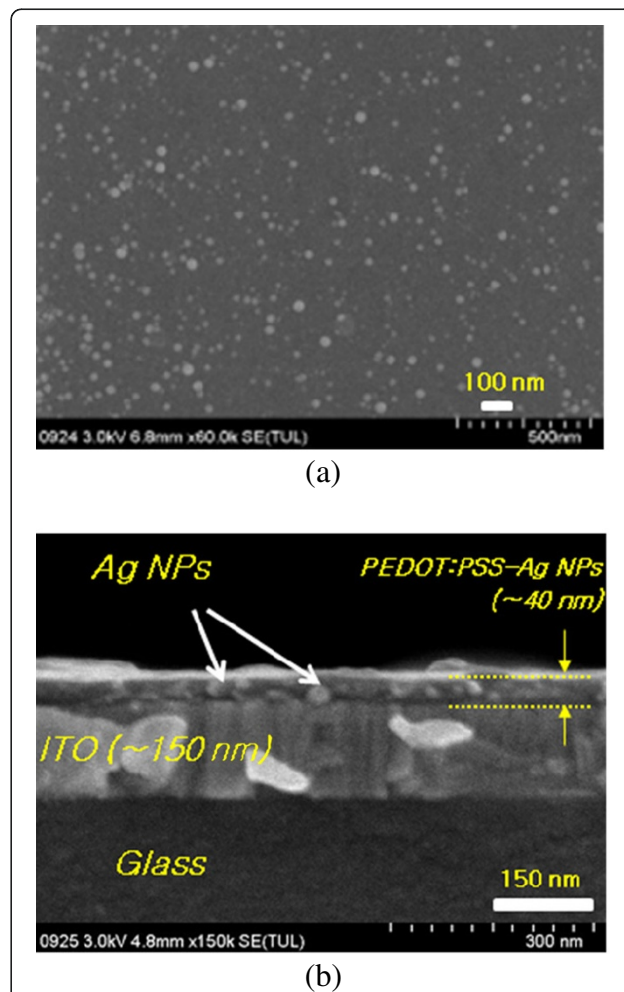 100 nm
0924 3.0kV 6.8mm x60.0k SE(TUL) 500nm
(a)
Ag NPs
PEDOT:PSS-Ag NPs
(~40 nm)
ITO (~150 nm)
Glass
150 nm
0925 3.0kV 4.8mm x150k SE(TUL) 300 nm
(b)